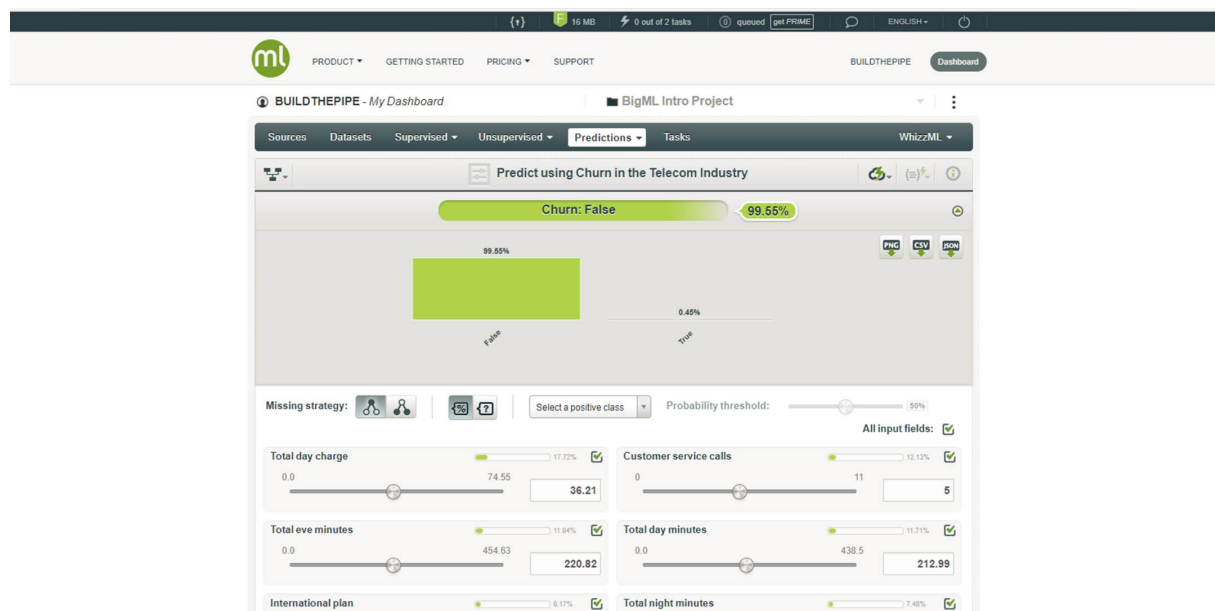 { } F 16 MB 0 out of 2 tasks 0 queued get PRIME ENGLISH
ml PRODUCT GETTING STARTED PRICING SUPPORT BUILDTHEPIPE Dashboard
BUILDTHEPIPE - My Dashboard BigML Intro Project
Sources Datasets Supervised Unsupervised Predictions Tasks WhizzML
Predict using Churn in the Telecom Industry
Churn: False 99.55%
PNG CSV JSON
99.55%
0.45%
False True
Missing strategy: % ? Select a positive class Probability threshold: 50%
All input fields:
Total day charge 17.72% Customer service calls 12.13%
0.0 74.55 36.21 0 11 5
Total eve minutes 11.94% Total day minutes 11.71%
0.0 454.63 220.82 0.0 438.5 212.99
International plan 9.17% Total night minutes 7.48%